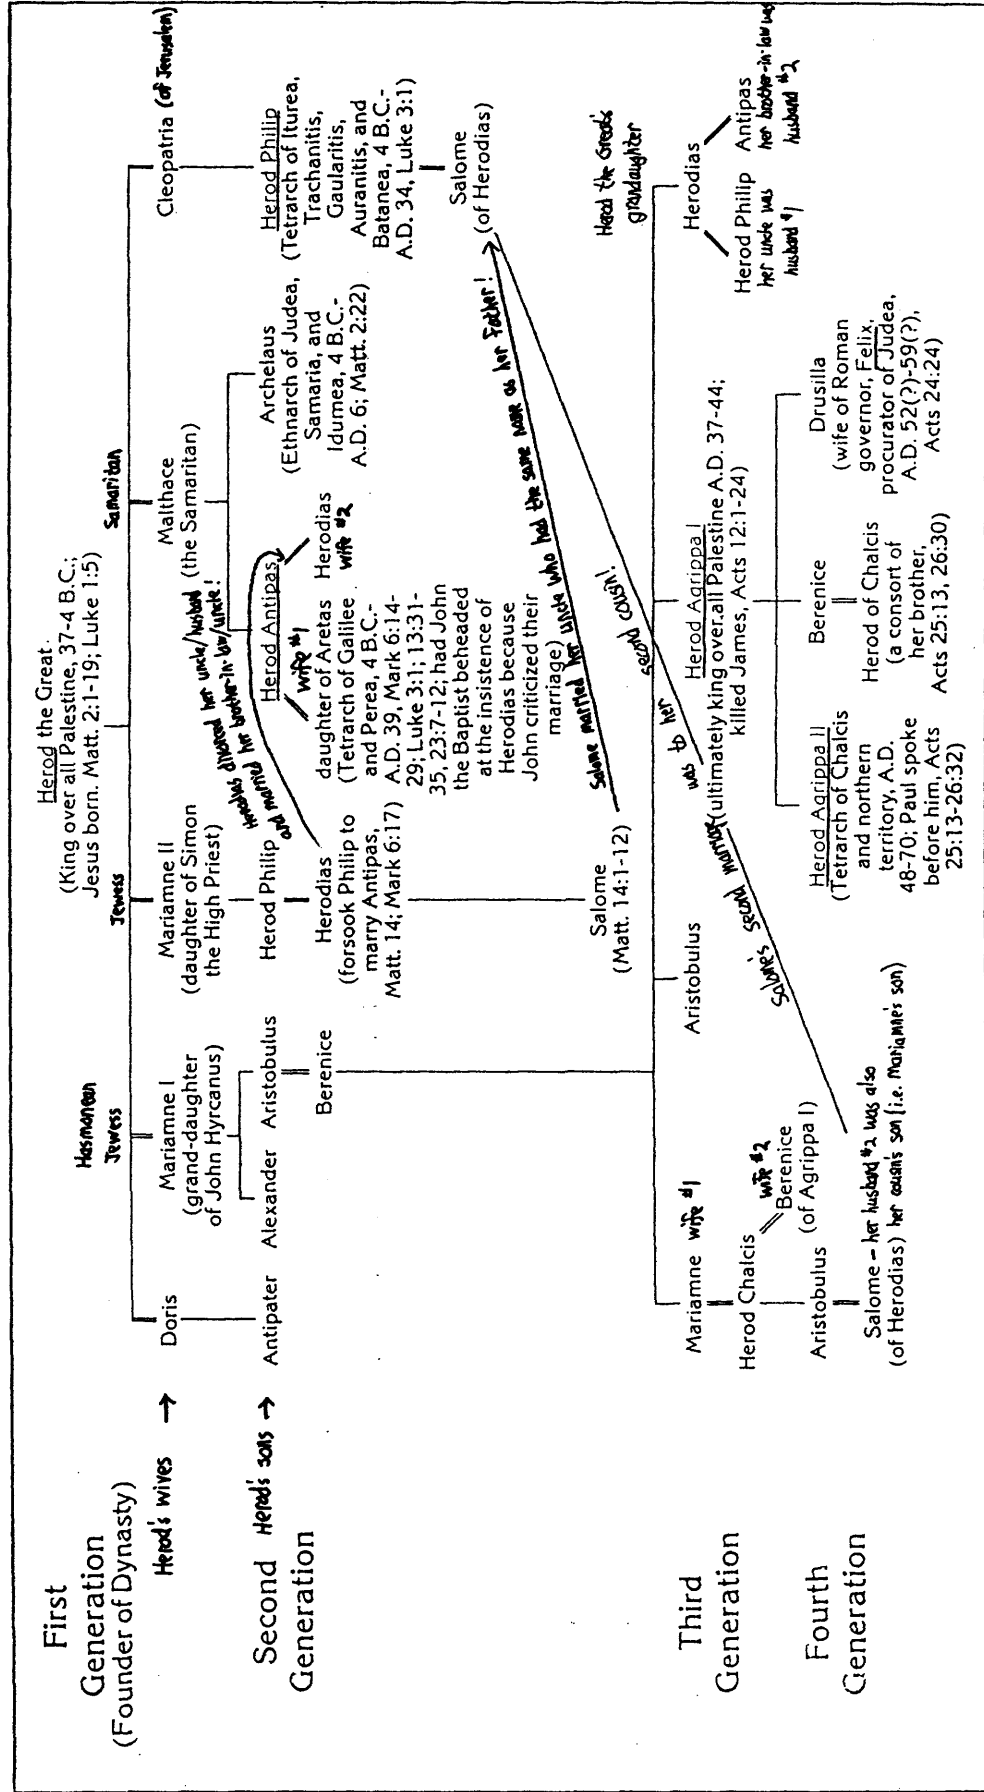 First
Generation
(Founder of Dynasty)
Herod the Great
(King over all Palestine, 37-4 B.C.;
Jesus born. Matt. 2:1-19; Luke 1:5)
Herod's wives →
Hasmonean
Jewess
Jewess
Samaritan
Doris
Mariamne I
(grand-daughter
of John Hyrcanus)
Mariamne II
(daughter of Simon
the High Priest)
Malthace
(the Samaritan)
Cleopatria (of Jerusalem)
Herodias divorced her uncle/husband
and married her brother-in-law/uncle!
Second
Generation
Herod's sons →
Antipater
Alexander
Aristobulus
Berenice
Herod Philip
Herodias
(forsook Philip to
marry Antipas,
Matt. 14; Mark 6:17)
Salome
(Matt. 14:1-12)
Herod Antipas
wife #1
Herodias
wife #2
daughter of Aretas
(Tetrarch of Galilee
and Perea, 4 B.C.-
A.D. 39, Mark 6:14-
29; Luke 3:1; 13:31-
35, 23:7-12; had John
the Baptist beheaded
at the insistence of
Herodias because
John criticized their
marriage)
Archelaus
(Ethnarch of Judea,
Samaria, and
Idumea, 4 B.C.-
A.D. 6; Matt. 2:22)
Herod Philip
(Tetrarch of Iturea,
Trachanitis,
Gaularitis,
Auranitis, and
Batanea, 4 B.C.-
A.D. 34, Luke 3:1)
Salome
(of Herodias)
Salome married her uncle who had the same name as her Father!
Salome's second marriage was to her second cousin!
Third
Generation
Mariamne wife #1
Herod Chalcis
wife #2
Berenice
(of Agrippa I)
Aristobulus
Herod Agrippa I
(ultimately king over all Palestine A.D. 37-44;
killed James, Acts 12:1-24)
Herod the Great's
grandaughter
Herodias
Herod Philip
her uncle was
husband #1
Antipas
her brother-in-law was
husband #2
Fourth
Generation
Aristobulus
Salome – her husband #2 was also
(of Herodias) her cousin's son (i.e. Mariamne's son)
Herod Agrippa II
(Tetrarch of Chalcis
and northern
territory, A.D.
48-70; Paul spoke
before him, Acts
25:13-26:32)
Berenice
Herod of Chalcis
(a consort of
her brother,
Acts 25:13, 26:30)
Drusilla
(wife of Roman
governor, Felix,
procurator of Judea,
A.D. 52(?)-59(?),
Acts 24:24)